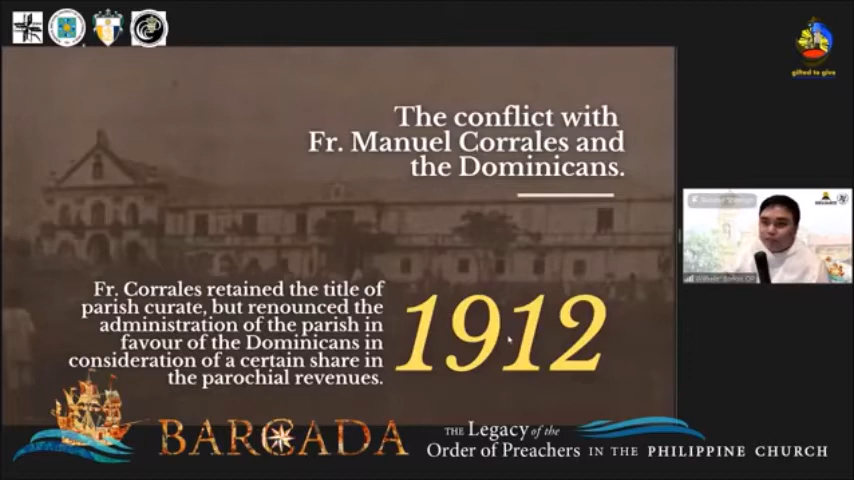 gifted to give
The conflict with
Fr. Manuel Corrales and
the Dominicans.
Fr. Corrales retained the title of
parish curate, but renounced the
administration of the parish in
favour of the Dominicans in
consideration of a certain share in
the parochial revenues.
1912
BARCADA
THE Legacy of the
Order of Preachers IN THE PHILIPPINE CHURCH